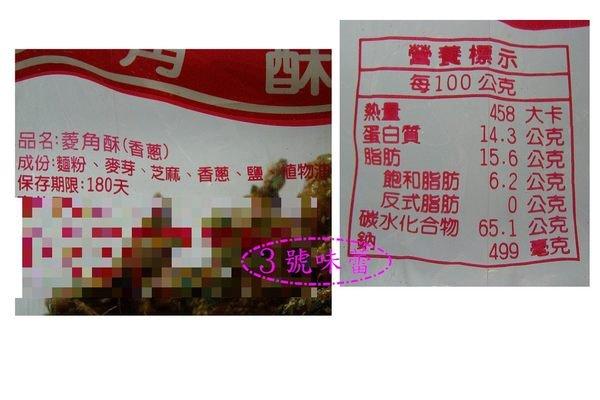 角 酥
品名:菱角酥(香蔥)
成份:麵粉、麥芽、芝麻、香蔥、鹽、植物油
保存期限:180天
3號味蕾
營養標示
每100公克
熱量 458 大卡
蛋白質 14.3 公克
脂肪 15.6 公克
飽和脂肪 6.2 公克
反式脂肪 0 公克
碳水化合物 65.1 公克
鈉 499 毫克